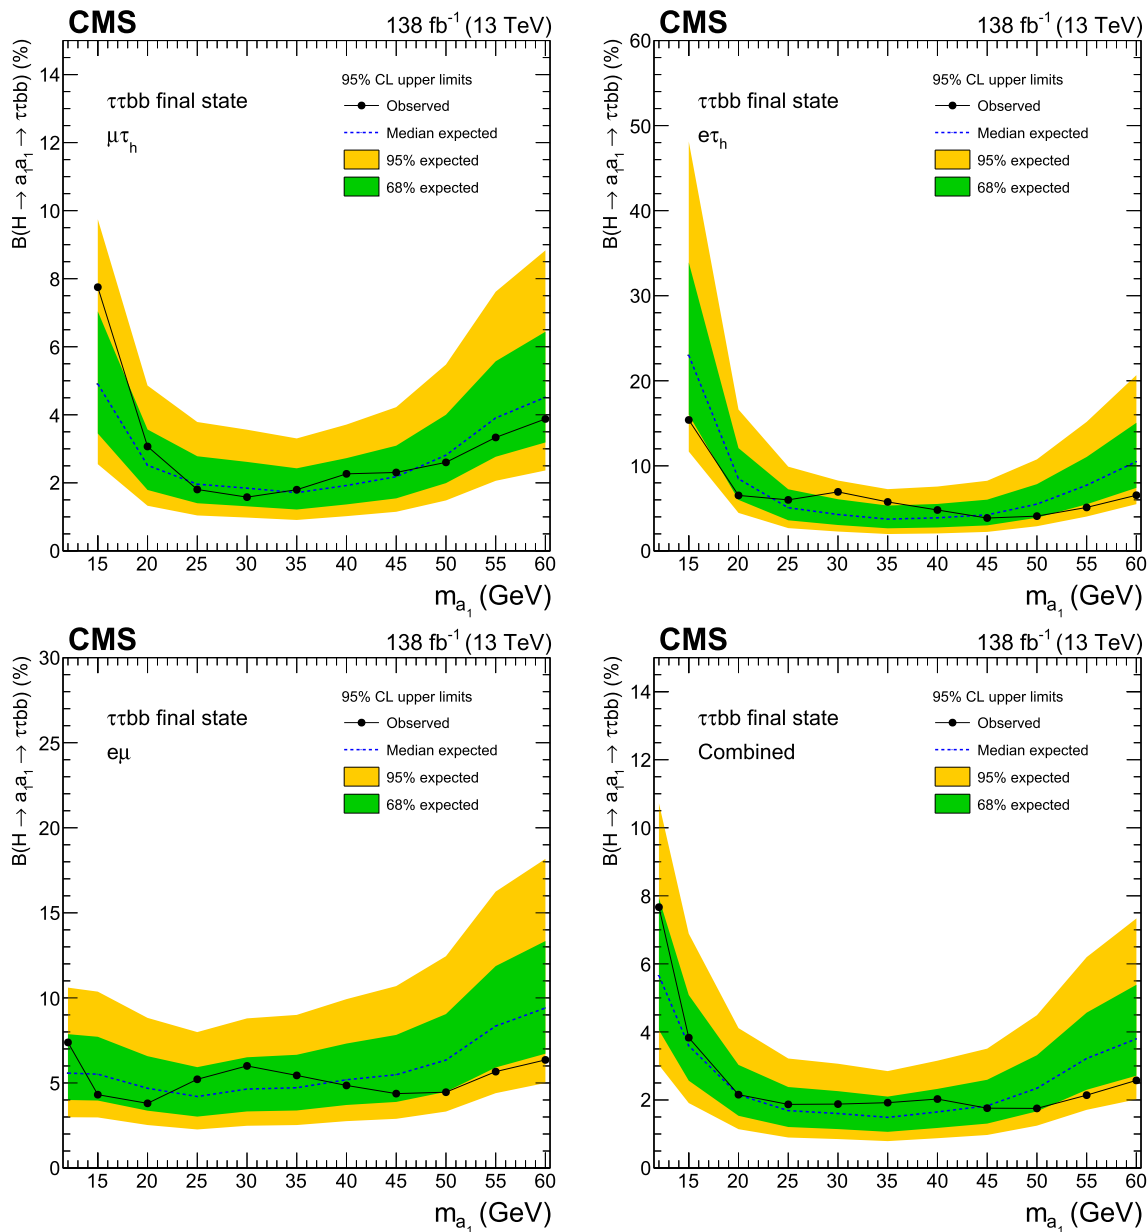 CMS 138 fb⁻¹ (13 TeV)
B(H → a₁a₁ → ττbb) (%)
ττbb final state
μτₕ
95% CL upper limits
Observed
Median expected
95% expected
68% expected
14
12
10
8
6
4
2
0
15 20 25 30 35 40 45 50 55 60
m_a₁ (GeV)
CMS 138 fb⁻¹ (13 TeV)
B(H → a₁a₁ → ττbb) (%)
ττbb final state
eτₕ
95% CL upper limits
Observed
Median expected
95% expected
68% expected
60
50
40
30
20
10
0
15 20 25 30 35 40 45 50 55 60
m_a₁ (GeV)
CMS 138 fb⁻¹ (13 TeV)
B(H → a₁a₁ → ττbb) (%)
ττbb final state
eμ
95% CL upper limits
Observed
Median expected
95% expected
68% expected
30
25
20
15
10
5
0
15 20 25 30 35 40 45 50 55 60
m_a₁ (GeV)
CMS 138 fb⁻¹ (13 TeV)
B(H → a₁a₁ → ττbb) (%)
ττbb final state
Combined
95% CL upper limits
Observed
Median expected
95% expected
68% expected
14
12
10
8
6
4
2
0
15 20 25 30 35 40 45 50 55 60
m_a₁ (GeV)